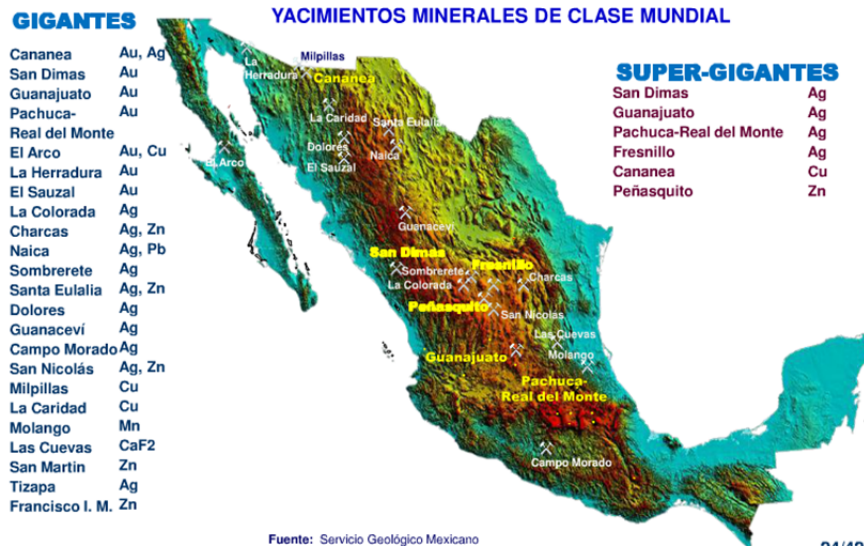 YACIMIENTOS MINERALES DE CLASE MUNDIAL
GIGANTES
Cananea Au, Ag
San Dimas Au
Guanajuato Au
Pachuca- Au
Real del Monte
El Arco Au, Cu
La Herradura Au
El Sauzal Au
La Colorada Ag
Charcas Ag, Zn
Naica Ag, Pb
Sombrerete Ag
Santa Eulalia Ag, Zn
Dolores Ag
Guanaceví Ag
Campo Morado Ag
San Nicolás Ag, Zn
Milpillas Cu
La Caridad Cu
Molango Mn
Las Cuevas CaF2
San Martin Zn
Tizapa Ag
Francisco I. M. Zn
Milpillas
La
Herradura
Cananea
La Caridad
Santa Eulalia
Dolores
Naica
El Arco
El Sauzal
Guanaceví
San Dimas
Fresnillo
Sombrerete
Charcas
La Colorada
Peñasquito
San Nicolas
Las Cuevas
Guanajuato
Molango
Pachuca-
Real del Monte
Campo Morado
SUPER-GIGANTES
San Dimas Ag
Guanajuato Ag
Pachuca-Real del Monte Ag
Fresnillo Ag
Cananea Cu
Peñasquito Zn
Fuente: Servicio Geológico Mexicano